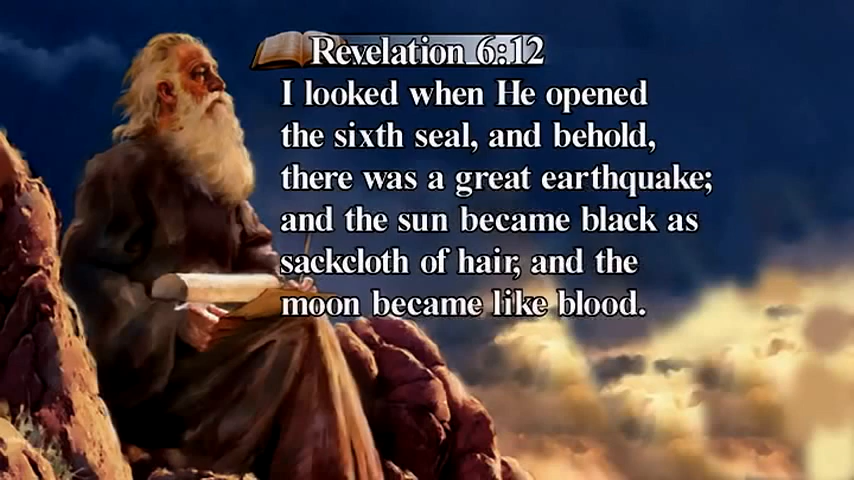 Revelation 6:12
I looked when He opened
the sixth seal, and behold,
there was a great earthquake;
and the sun became black as
sackcloth of hair, and the
moon became like blood.